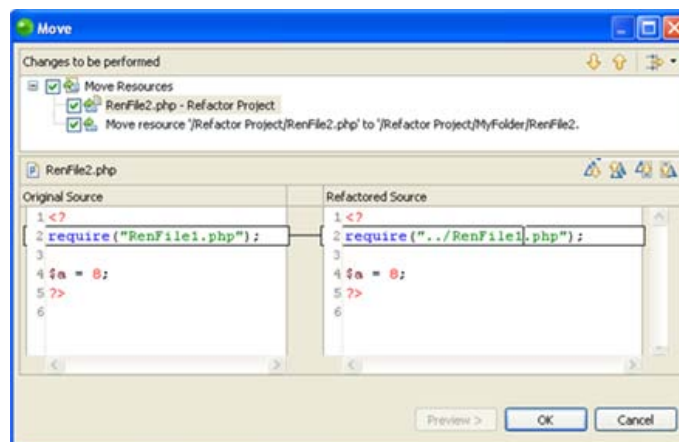 Move
Changes to be performed
Move Resources
RenFile2.php - Refactor Project
Move resource '/Refactor Project/RenFile2.php' to '/Refactor Project/MyFolder/RenFile2.
RenFile2.php
Original Source
1 <?
2 require("RenFile1.php");
3
4 $a = 8;
5 ?>
6
Refactored Source
1 <?
2 require("../RenFile1.php");
3
4 $a = 8;
5 ?>
6
Preview >
OK
Cancel